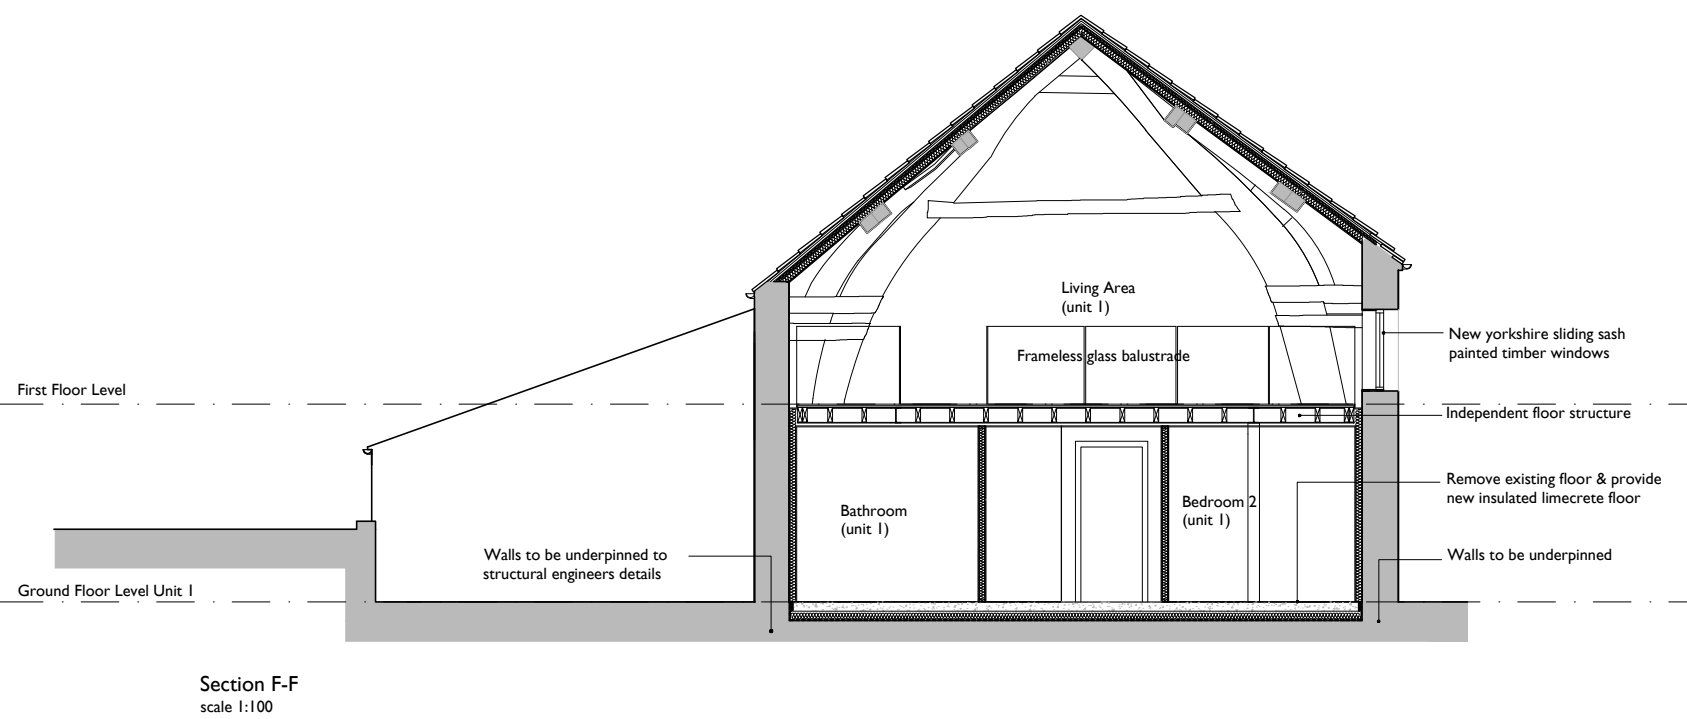 Living Area
(unit 1)
New yorkshire sliding sash
painted timber windows
Frameless glass balustrade
First Floor Level
Independent floor structure
Remove existing floor & provide
new insulated limecrete floor
Bedroom 2
(unit 1)
Bathroom
(unit 1)
Walls to be underpinned to
structural engineers details
Walls to be underpinned
Ground Floor Level Unit 1
Section F-F
scale 1:100